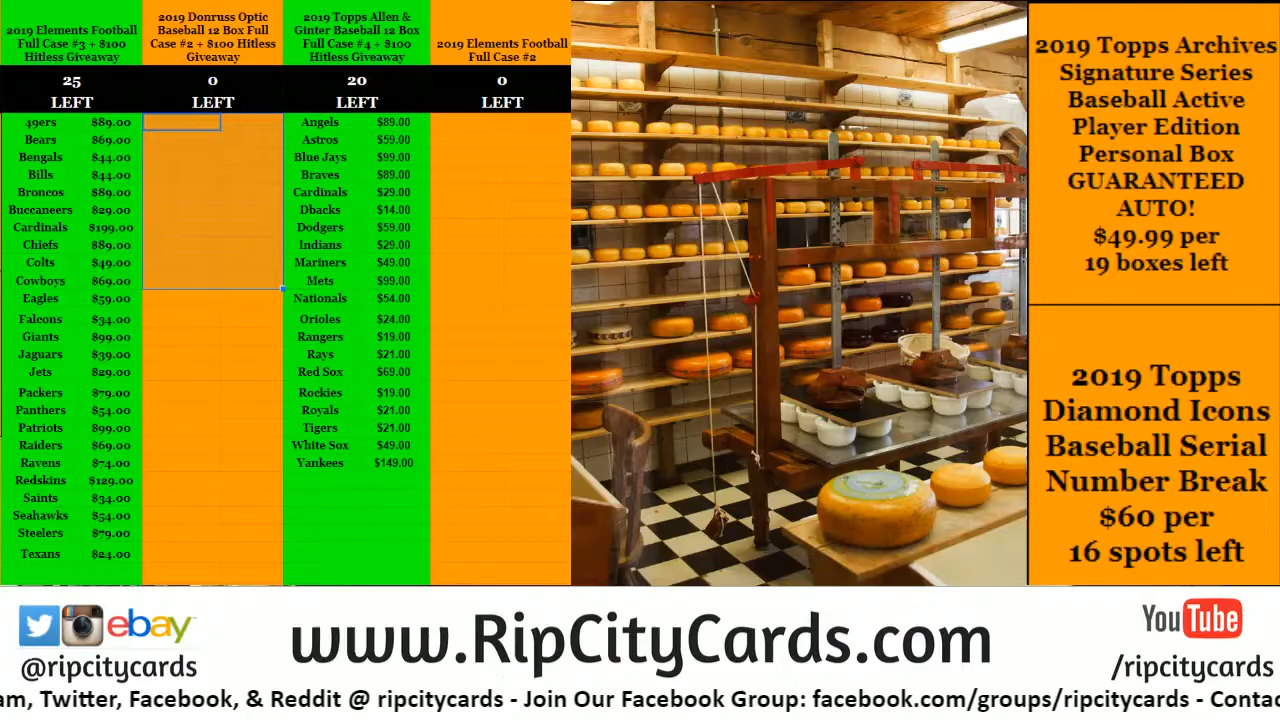 2019 Elements Football
Full Case #3 + $100
Hitless Giveaway
25
LEFT
49ers $89.00
Bears $69.00
Bengals $44.00
Bills $44.00
Broncos $89.00
Buccaneers $29.00
Cardinals $199.00
Chiefs $89.00
Colts $49.00
Cowboys $69.00
Eagles $59.00
Falcons $34.00
Giants $99.00
Jaguars $39.00
Jets $29.00
Packers $79.00
Panthers $54.00
Patriots $99.00
Raiders $69.00
Ravens $74.00
Redskins $129.00
Saints $34.00
Seahawks $54.00
Steelers $79.00
Texans $24.00
2019 Donruss Optic
Baseball 12 Box Full
Case #2 + $100 Hitless
Giveaway
0
LEFT
2019 Topps Allen &
Ginter Baseball 12 Box
Full Case #4 + $100
Hitless Giveaway
20
LEFT
Angels $89.00
Astros $59.00
Blue Jays $99.00
Braves $89.00
Cardinals $29.00
Dbacks $14.00
Dodgers $59.00
Indians $29.00
Mariners $49.00
Mets $99.00
Nationals $54.00
Orioles $24.00
Rangers $19.00
Rays $21.00
Red Sox $69.00
Rockies $19.00
Royals $21.00
Tigers $21.00
White Sox $49.00
Yankees $149.00
2019 Elements Football
Full Case #2
0
LEFT
2019 Topps Archives
Signature Series
Baseball Active
Player Edition
Personal Box
GUARANTEED
AUTO!
$49.99 per
19 boxes left
2019 Topps
Diamond Icons
Baseball Serial
Number Break
$60 per
16 spots left
ebay
@ripcitycards
www.RipCityCards.com
YouTube
/ripcitycards
am, Twitter, Facebook, & Reddit @ ripcitycards - Join Our Facebook Group: facebook.com/groups/ripcitycards - Contac